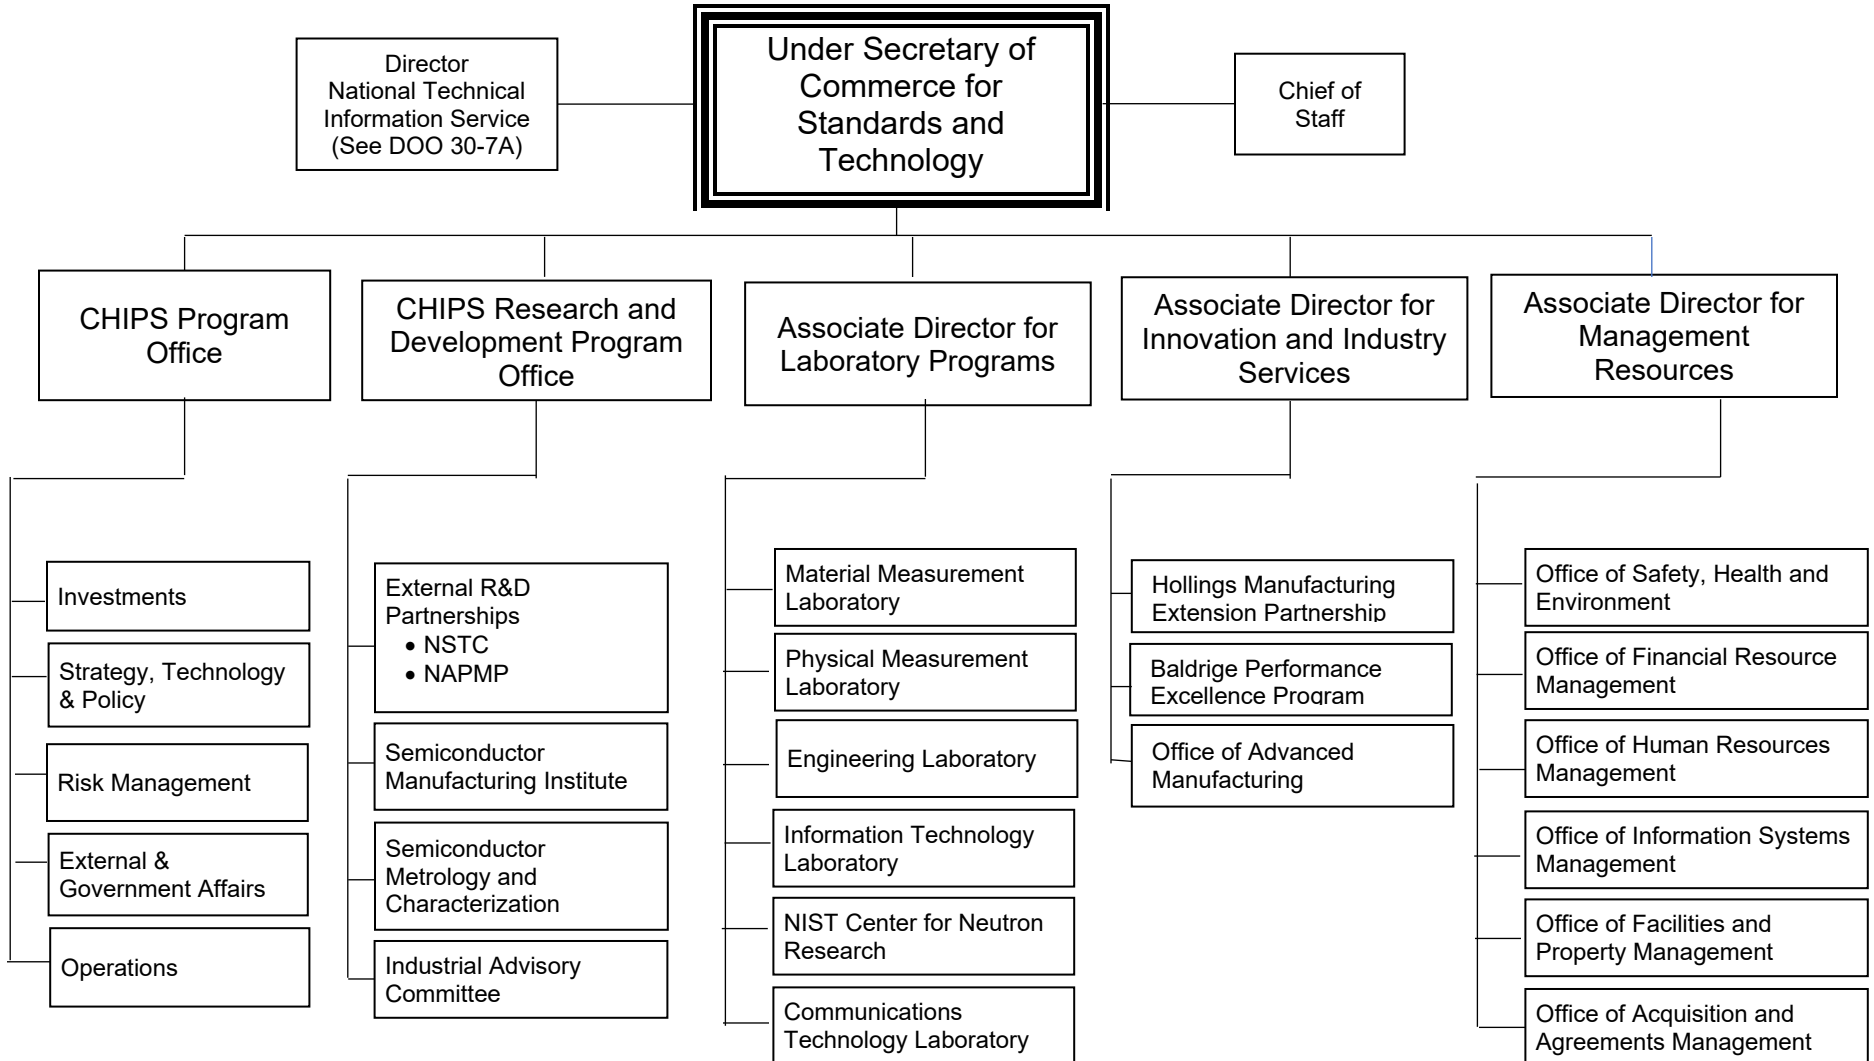 Director
National Technical
Information Service
(See DOO 30-7A)
Under Secretary of
Commerce for
Standards and
Technology
Chief of
Staff
CHIPS Program
Office
CHIPS Research and
Development Program
Office
Associate Director for
Laboratory Programs
Associate Director for
Innovation and Industry
Services
Associate Director for
Management
Resources
Investments
Strategy, Technology
& Policy
Risk Management
External &
Government Affairs
Operations
External R&D
Partnerships
• NSTC
• NAPMP
Semiconductor
Manufacturing Institute
Semiconductor
Metrology and
Characterization
Industrial Advisory
Committee
Material Measurement
Laboratory
Physical Measurement
Laboratory
Engineering Laboratory
Information Technology
Laboratory
NIST Center for Neutron
Research
Communications
Technology Laboratory
Hollings Manufacturing
Extension Partnership
Baldrige Performance
Excellence Program
Office of Advanced
Manufacturing
Office of Safety, Health and
Environment
Office of Financial Resource
Management
Office of Human Resources
Management
Office of Information Systems
Management
Office of Facilities and
Property Management
Office of Acquisition and
Agreements Management